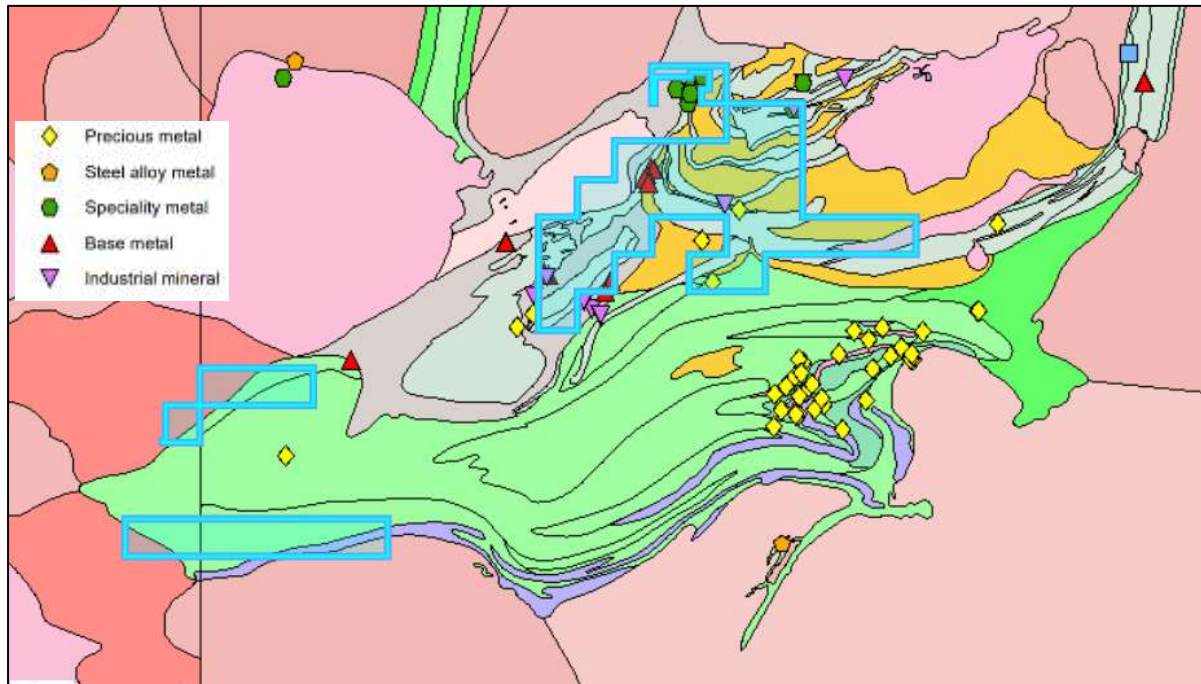 Precious metal
Steel alloy metal
Speciality metal
Base metal
Industrial mineral